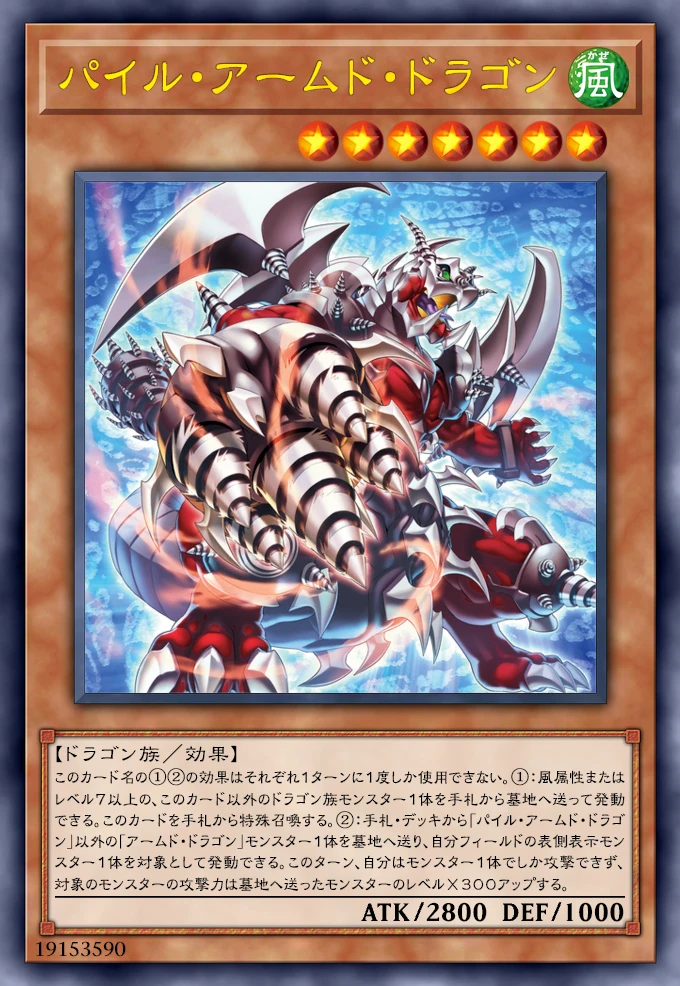 パイル・アームド・ドラゴン
かぜ
風
【ドラゴン族／効果】
このカード名の①②の効果はそれぞれ1ターンに1度しか使用できない。①：風属性または
レベル7以上の、このカード以外のドラゴン族モンスター1体を手札から墓地へ送って発動
できる。このカードを手札から特殊召喚する。②：手札・デッキから「パイル・アームド・ドラゴ
ン」以外の「アームド・ドラゴン」モンスター1体を墓地へ送り、自分フィールドの表側表示モン
スター1体を対象として発動できる。このターン、自分はモンスター1体でしか攻撃できず、
対象のモンスターの攻撃力は墓地へ送ったモンスターのレベル×300アップする。
ATK/2800 DEF/1000
19153590